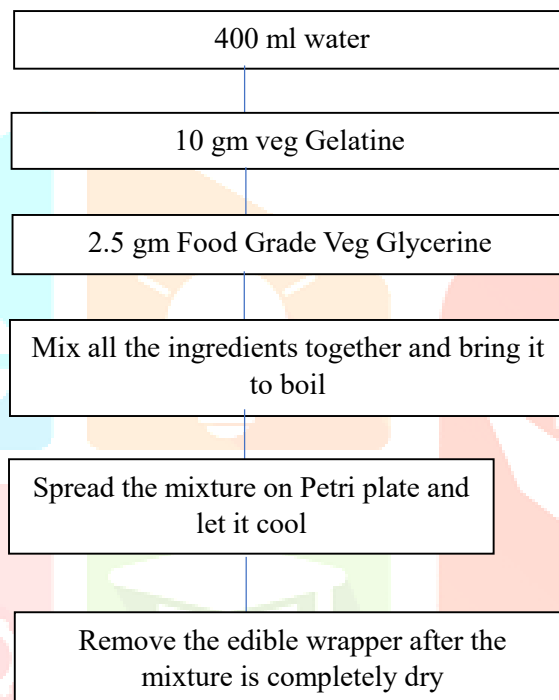 400 ml water
10 gm veg Gelatine
2.5 gm Food Grade Veg Glycerine
Mix all the ingredients together and bring it
to boil
Spread the mixture on Petri plate and
let it cool
Remove the edible wrapper after the
mixture is completely dry